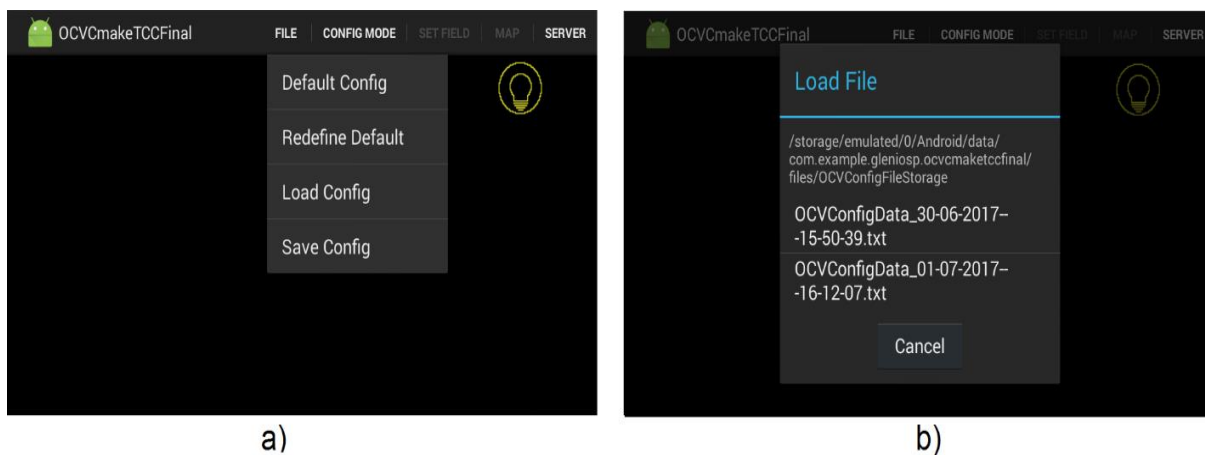 OCVCmakeTCCFinal FILE CONFIG MODE SET FIELD MAP SERVER
Default Config
Redefine Default
Load Config
Save Config
a)
OCVCmakeTCCFinal FILE CONFIG MODE SET FIELD MAP SERVER
Load File
/storage/emulated/0/Android/data/
com.example.gleniosp.ocvcmaketccfinal/
files/OCVConfigFileStorage
OCVConfigData_30-06-2017--
-15-50-39.txt
OCVConfigData_01-07-2017--
-16-12-07.txt
Cancel
b)